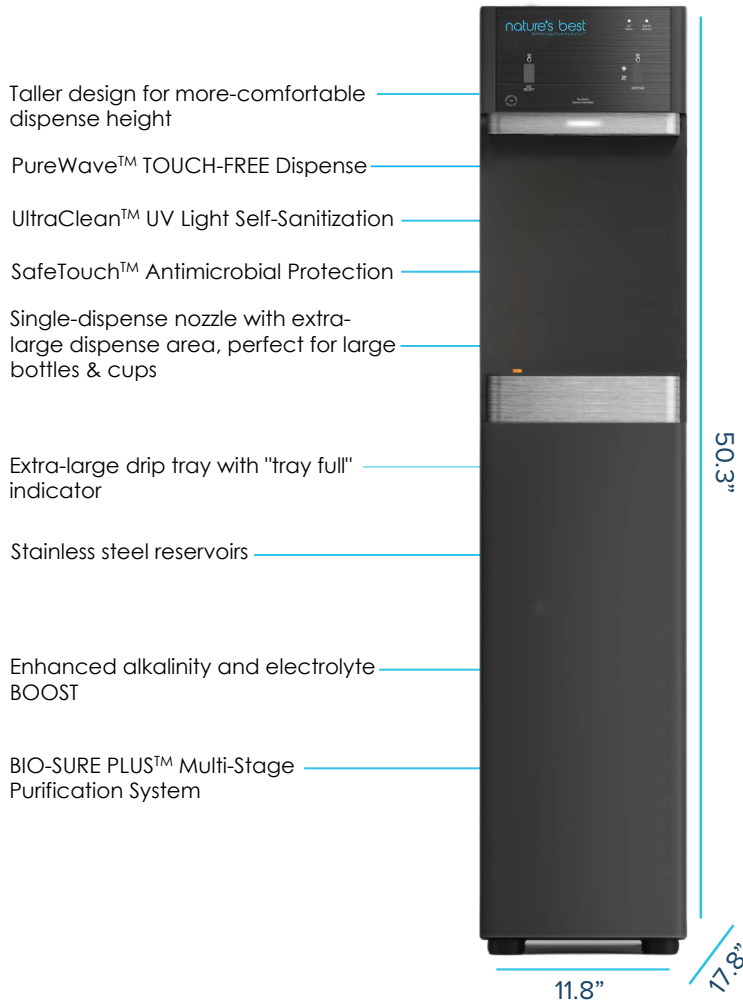 nature's best
HOT
SELECT
DISPENSE
Taller design for more-comfortable
dispense height
PureWave™ TOUCH-FREE Dispense
UltraClean™ UV Light Self-Sanitization
SafeTouch™ Antimicrobial Protection
Single-dispense nozzle with extra-
large dispense area, perfect for large
bottles & cups
Extra-large drip tray with "tray full"
indicator
Stainless steel reservoirs
Enhanced alkalinity and electrolyte
BOOST
BIO-SURE PLUS™ Multi-Stage
Purification System
50.3”
17.8”
11.8”